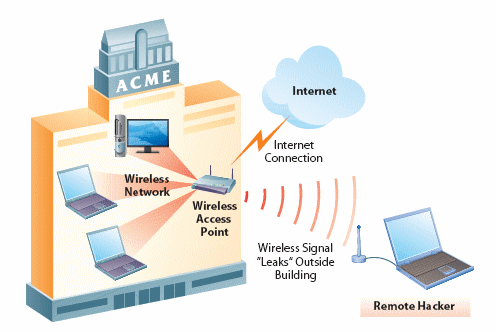 ACME
Internet
Internet
Connection
Wireless
Network
Wireless
Access
Point
Wireless Signal
"Leaks" Outside
Building
Remote Hacker